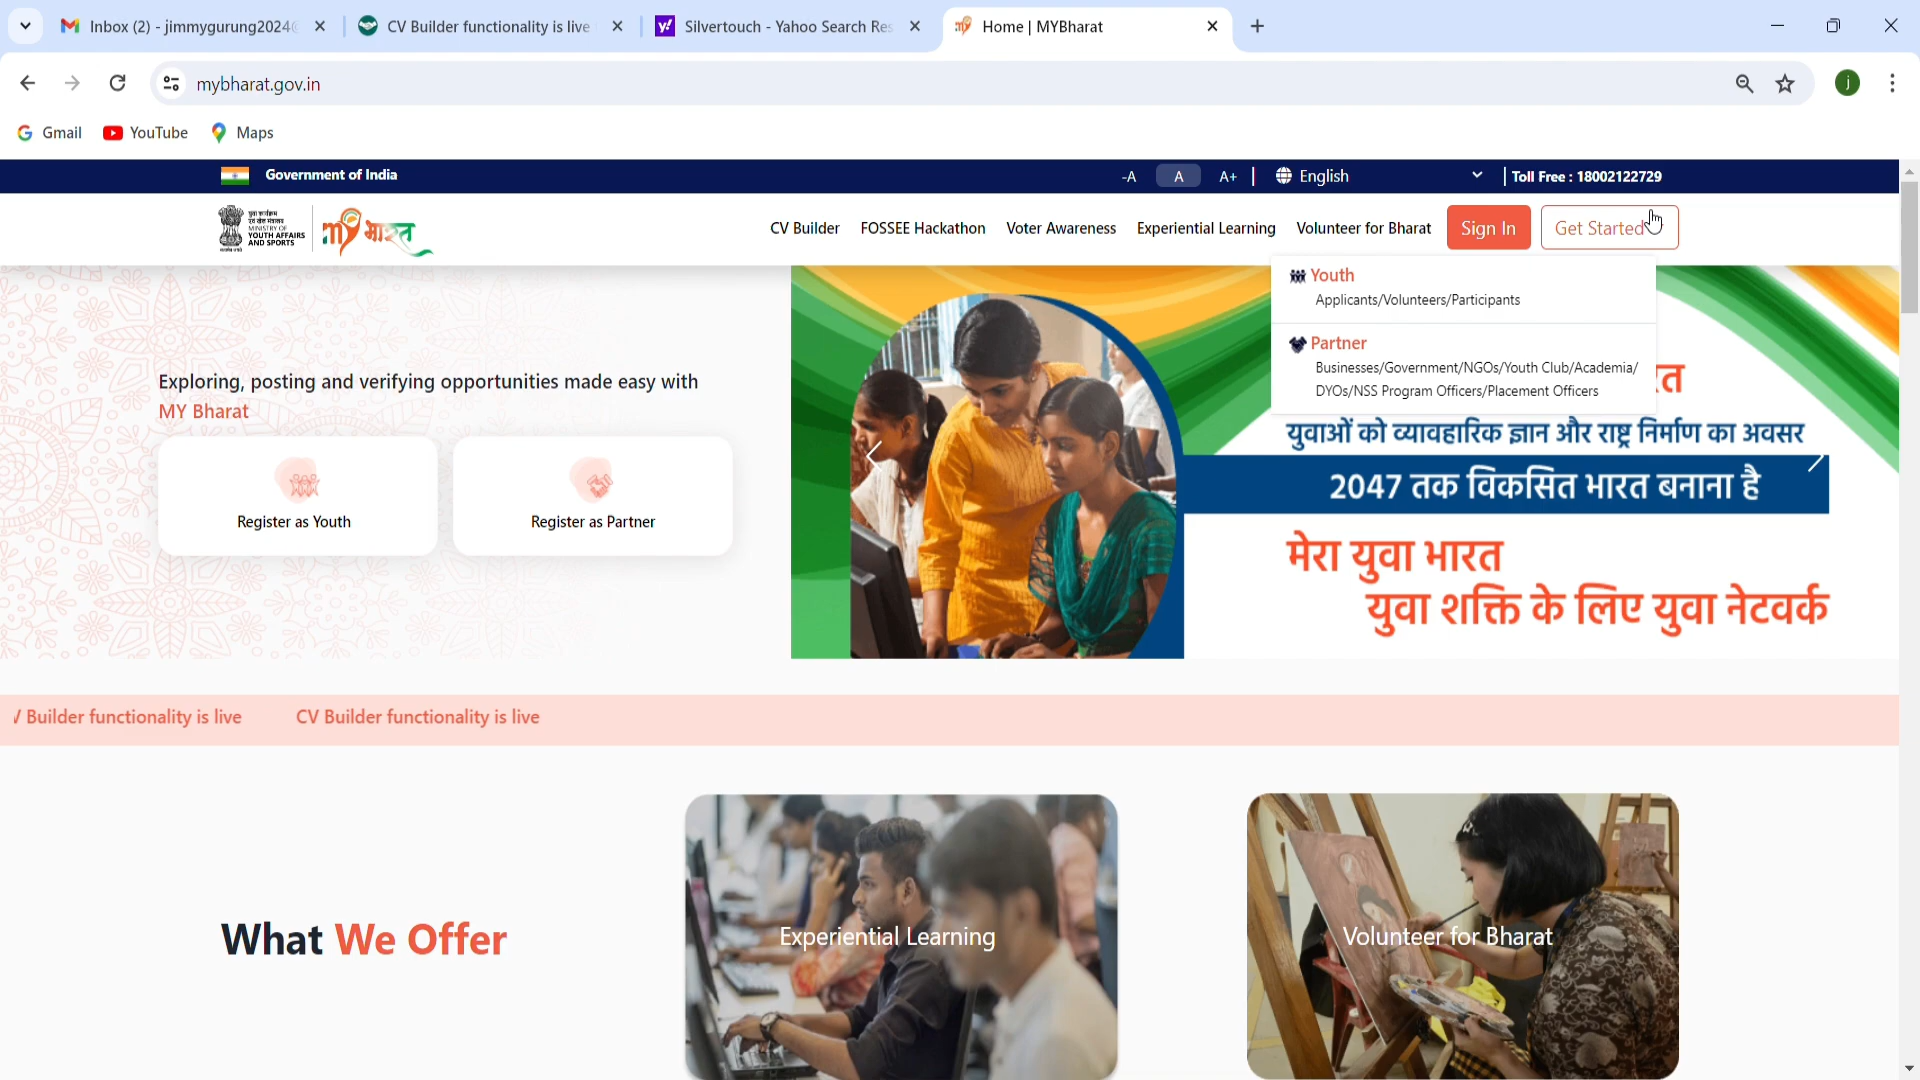 Inbox (2) - jimmygurung2024
CV Builder functionality is live
Silvertouch - Yahoo Search Res
Home | MYBharat
mybharat.gov.in
j
Gmail
YouTube
Maps
Government of India
-A
A
A+
English
Toll Free : 18002122729
युवा कार्यक्रम
एवं खेल मंत्रालय
MINISTRY OF
YOUTH AFFAIRS
AND SPORTS
my भारत
CV Builder
FOSSEE Hackathon
Voter Awareness
Experiential Learning
Volunteer for Bharat
Sign In
Get Started
Youth
Applicants/Volunteers/Participants
Partner
Businesses/Government/NGOs/Youth Club/Academia/
DYOs/NSS Program Officers/Placement Officers
Exploring, posting and verifying opportunities made easy with
MY Bharat
Register as Youth
Register as Partner
युवाओं को व्यावहारिक ज्ञान और राष्ट्र निर्माण का अवसर
2047 तक विकसित भारत बनाना है
मेरा युवा भारत
युवा शक्ति के लिए युवा नेटवर्क
Builder functionality is live
CV Builder functionality is live
What We Offer
Experiential Learning
Volunteer for Bharat